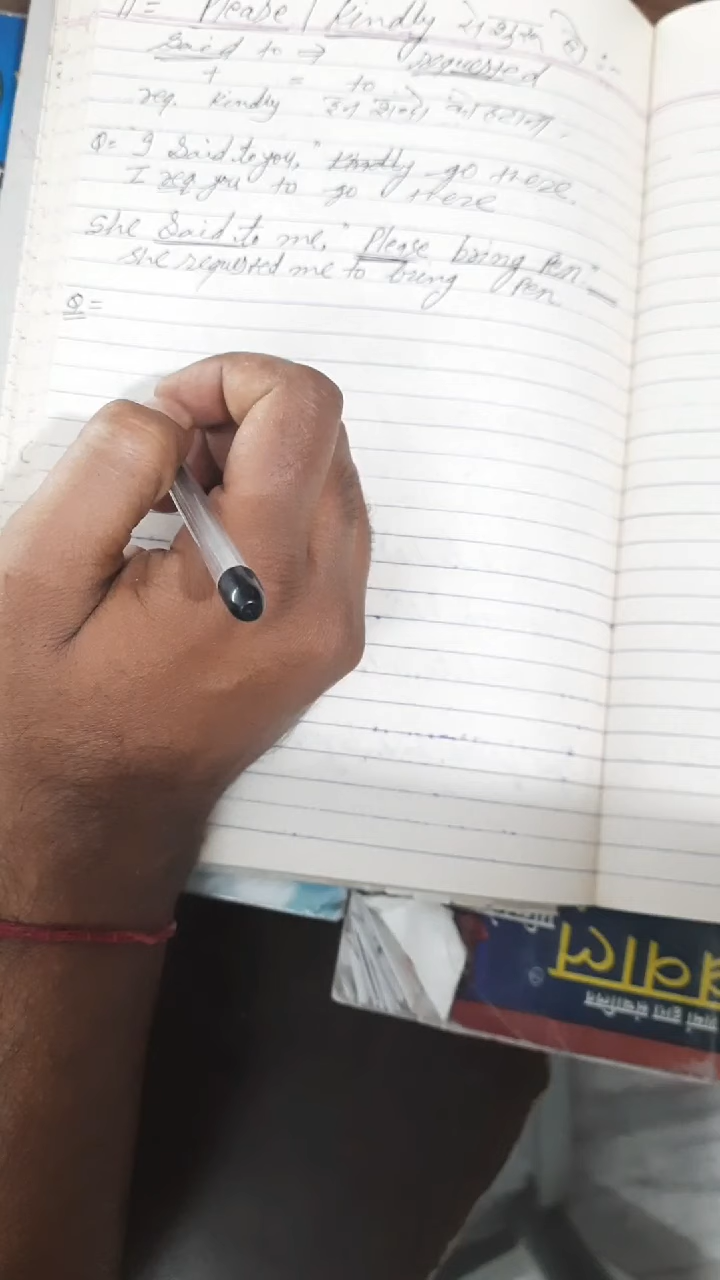 11= Please | Kindly से शुरू हो :-
Said to ⇒ requested
+ = to
req. Kindly इन शब्दो को हटाना.
Q= "I Said to you, " Kindly go there.
I req you to go there
She Said to me, " Please bring Pen."
She requested me to bring Pen
Q=